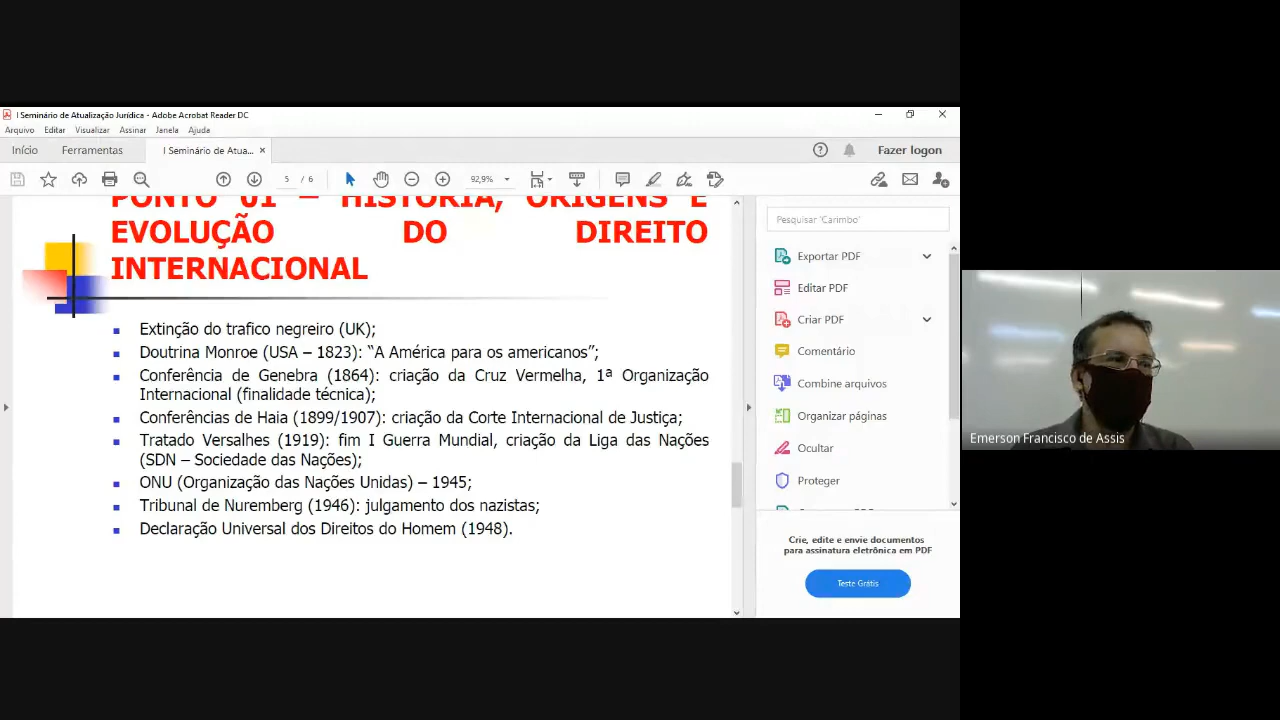 I Seminário de Atualização Jurídica - Adobe Acrobat Reader DC
Arquivo Editar Visualizar Assinar Janela Ajuda
Início Ferramentas I Seminário de Atua... × Fazer logon
5 / 6 92,9%
PONTO 01 – HISTÓRIA, ORIGENS E
EVOLUÇÃO DO DIREITO
INTERNACIONAL
Extinção do trafico negreiro (UK);
Doutrina Monroe (USA – 1823): “A América para os americanos”;
Conferência de Genebra (1864): criação da Cruz Vermelha, 1ª Organização
Internacional (finalidade técnica);
Conferências de Haia (1899/1907): criação da Corte Internacional de Justiça;
Tratado Versalhes (1919): fim I Guerra Mundial, criação da Liga das Nações
(SDN – Sociedade das Nações);
ONU (Organização das Nações Unidas) – 1945;
Tribunal de Nuremberg (1946): julgamento dos nazistas;
Declaração Universal dos Direitos do Homem (1948).
Pesquisar 'Carimbo'
Exportar PDF
Editar PDF
Criar PDF
Comentário
Combine arquivos
Organizar páginas
Ocultar
Proteger
Crie, edite e envie documentos
para assinatura eletrônica em PDF
Teste Grátis
Emerson Francisco de Assis